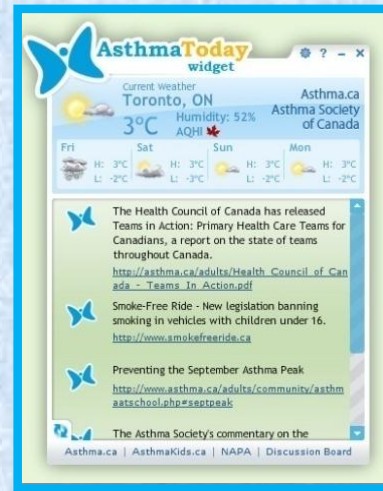 AsthmaToday
widget
? - x
Current Weather
Toronto, ON
3°C
Humidity: 52%
AQHI
Asthma.ca
Asthma Society
of Canada
Fri
H: 3°C
L: -2°C
Sat
H: 3°C
L: -3°C
Sun
H: 3°C
L: -2°C
Mon
H: 3°C
L: -2°C
The Health Council of Canada has released
Teams in Action: Primary Health Care Teams for
Canadians, a report on the state of teams
throughout Canada.
http://asthma.ca/adults/Health_Council_of_Can
ada_-_Teams_In_Action.pdf
Smoke-Free Ride - New legislation banning
smoking in vehicles with children under 16.
http://www.smokefreeride.ca
Preventing the September Asthma Peak
http://www.asthma.ca/adults/community/asthm
aatschool.php#septpeak
The Asthma Society's commentary on the
Asthma.ca | AsthmaKids.ca | NAPA | Discussion Board